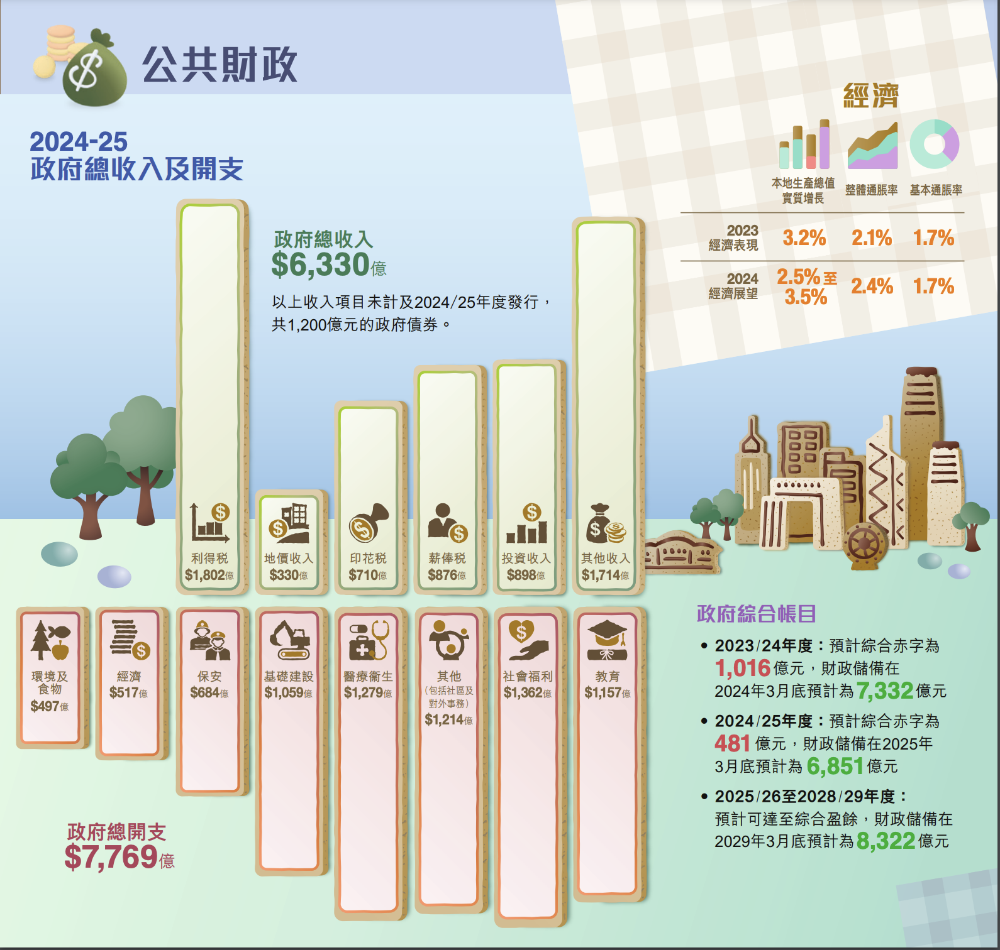 公共財政
2024-25
政府總收入及開支
政府總收入
$6,330億
以上收入項目未計及2024/25年度發行，
共1,200億元的政府債券。
經濟
本地生產總值
實質增長
整體通脹率
基本通脹率
2023
經濟表現
3.2%
2.1%
1.7%
2024
經濟展望
2.5% 至
3.5%
2.4%
1.7%
利得稅
$1,802億
地價收入
$330億
印花稅
$710億
薪俸稅
$876億
投資收入
$898億
其他收入
$1,714億
環境及
食物
$497億
經濟
$517億
保安
$684億
基礎建設
$1,059億
醫療衞生
$1,279億
其他
（包括社區及
對外事務）
$1,214億
社會福利
$1,362億
教育
$1,157億
政府總開支
$7,769億
政府綜合帳目
• 2023/24年度：預計綜合赤字為
1,016 億元，財政儲備在
2024年3月底預計為 7,332 億元
• 2024/25年度：預計綜合赤字為
481 億元，財政儲備在2025年
3月底預計為 6,851 億元
• 2025/26至2028/29年度：
預計可達至綜合盈餘，財政儲備在
2029年3月底預計為 8,322 億元